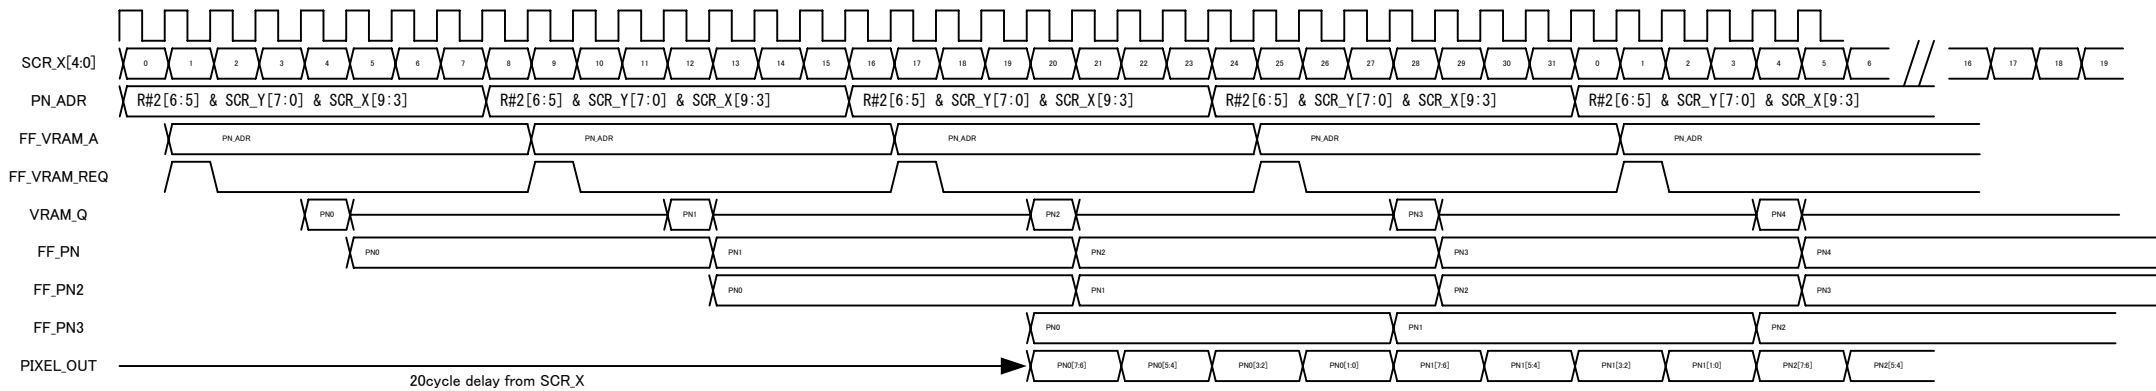 SCR_X[4:0] 0 1 2 3 4 5 6 7 8 9 10 11 12 13 14 15 16 17 18 19 20 21 22 23 24 25 26 27 28 29 30 31 0 1 2 3 4 5 6 16 17 18 19
PN_ADR R#2[6:5] & SCR_Y[7:0] & SCR_X[9:3] R#2[6:5] & SCR_Y[7:0] & SCR_X[9:3] R#2[6:5] & SCR_Y[7:0] & SCR_X[9:3] R#2[6:5] & SCR_Y[7:0] & SCR_X[9:3] R#2[6:5] & SCR_Y[7:0] & SCR_X[9:3]
FF_VRAM_A PN_ADR PN_ADR PN_ADR PN_ADR PN_ADR
FF_VRAM_REQ
VRAM_Q PN0 PN1 PN2 PN3 PN4
FF_PN PN0 PN1 PN2 PN3 PN4
FF_PN2 PN0 PN1 PN2 PN3
FF_PN3 PN0 PN1 PN2
PIXEL_OUT PN0[7:6] PN0[5:4] PN0[3:2] PN0[1:0] PN1[7:6] PN1[5:4] PN1[3:2] PN1[1:0] PN2[7:6] PN2[5:4]
20cycle delay from SCR_X